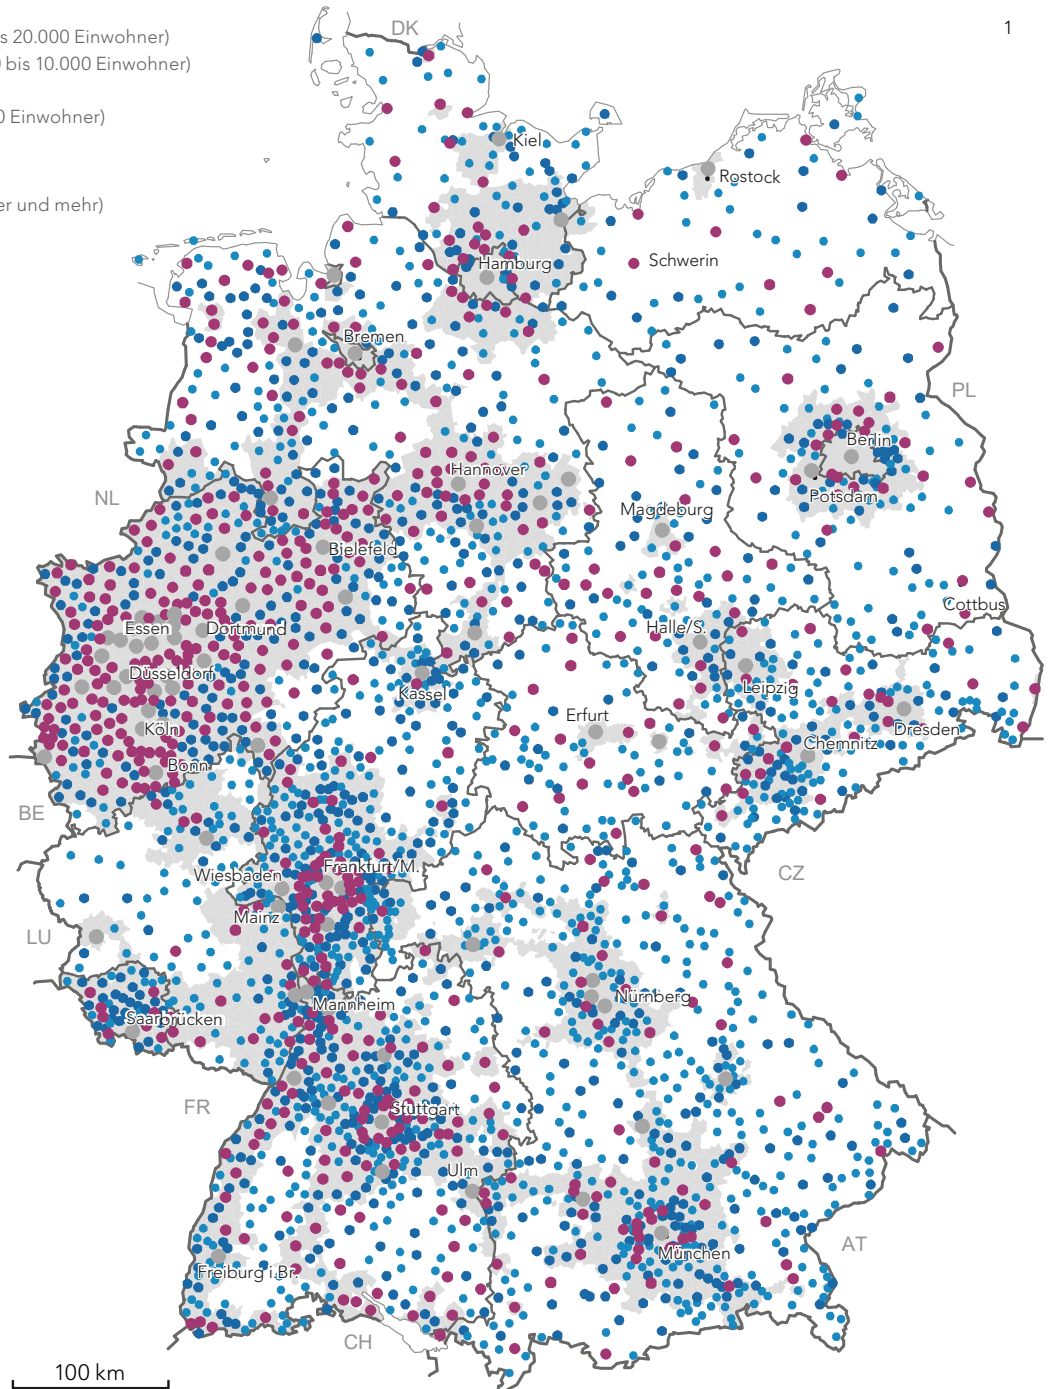 s 20.000 Einwohner)
bis 10.000 Einwohner)
0 Einwohner)
er und mehr)
1
DK
Kiel
Rostock
Hamburg
Schwerin
Bremen
PL
Berlin
Hannover
NL
Potsdam
Magdeburg
Bielefeld
Cottbus
Essen
Dortmund
Halle/S.
Düsseldorf
Leipzig
Kassel
Erfurt
Köln
Dresden
Chemnitz
Bonn
BE
Frankfurt/M.
Wiesbaden
CZ
Mainz
LU
Nürnberg
Mannheim
Saarbrücken
FR
Stuttgart
Ulm
AT
München
Freiburg i.Br.
CH
100 km